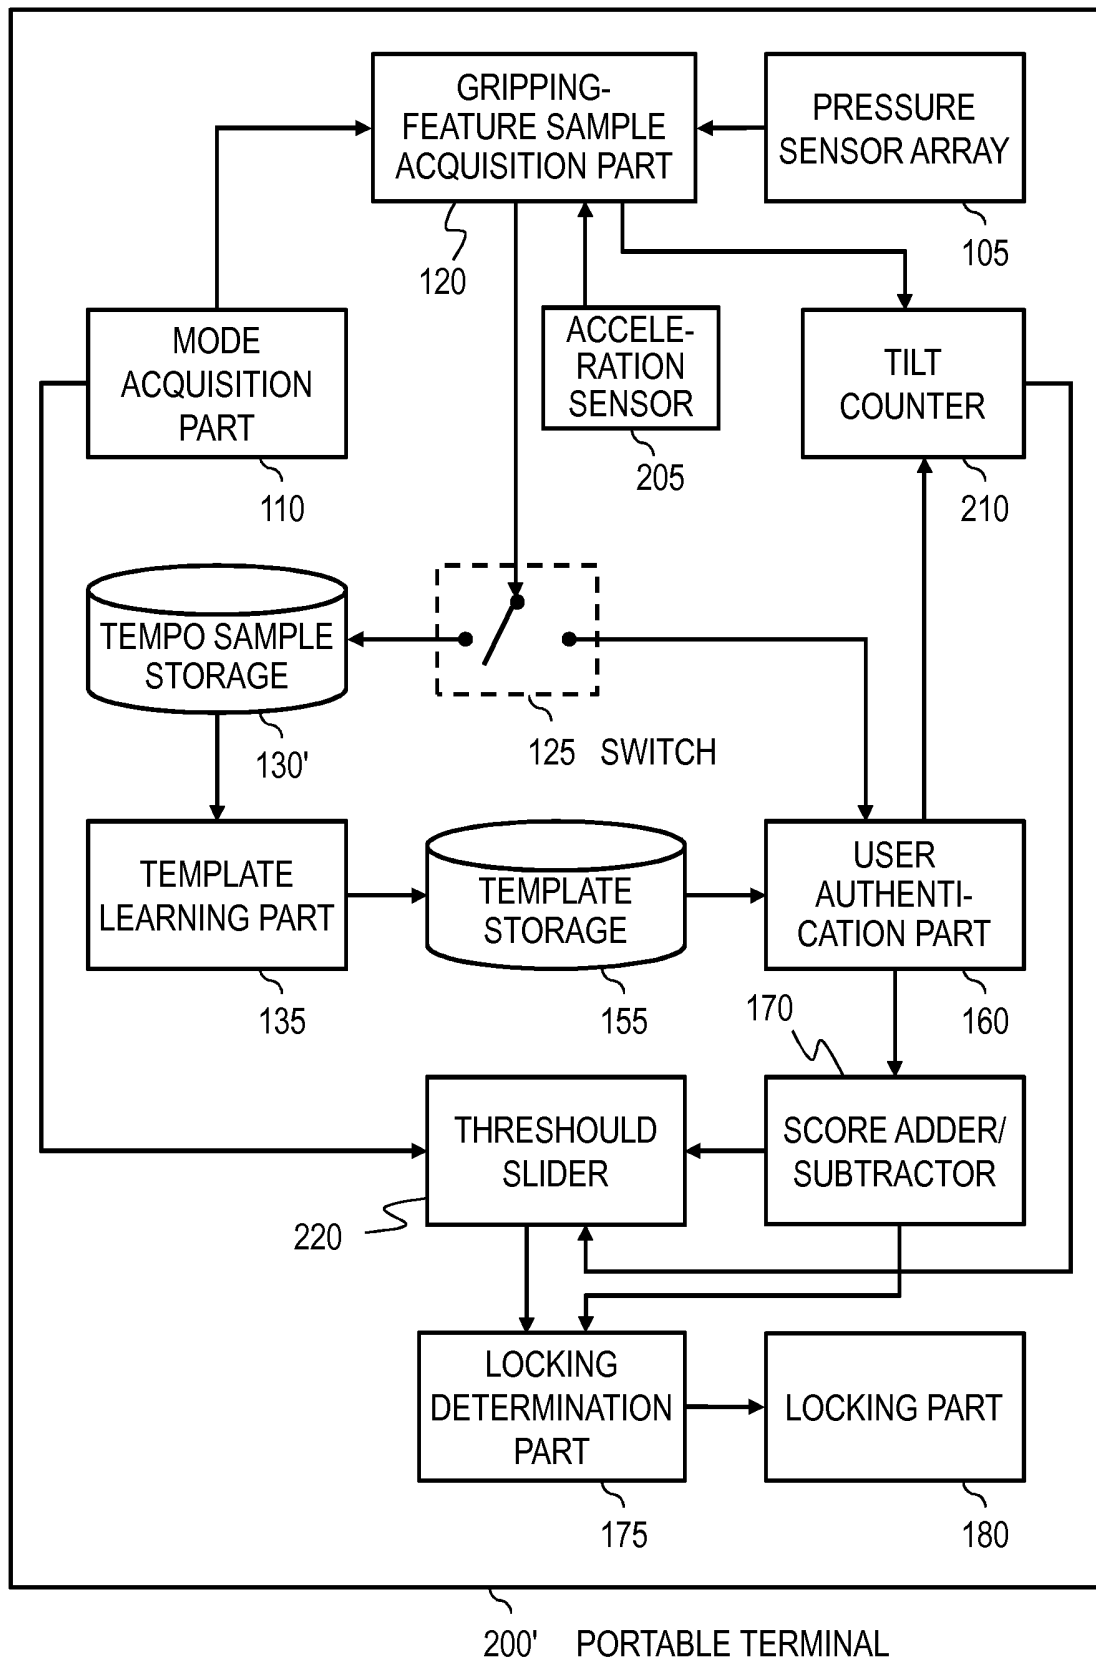 GRIPPING-
FEATURE SAMPLE
ACQUISITION PART
120
PRESSURE
SENSOR ARRAY
105
MODE
ACQUISITION
PART
110
ACCELE-
RATION
SENSOR
205
TILT
COUNTER
210
TEMPO SAMPLE
STORAGE
130'
125 SWITCH
TEMPLATE
LEARNING PART
135
TEMPLATE
STORAGE
155
USER
AUTHENTI-
CATION PART
160
170
THRESHOULD
SLIDER
220
SCORE ADDER/
SUBTRACTOR
LOCKING
DETERMINATION
PART
175
LOCKING PART
180
200' PORTABLE TERMINAL